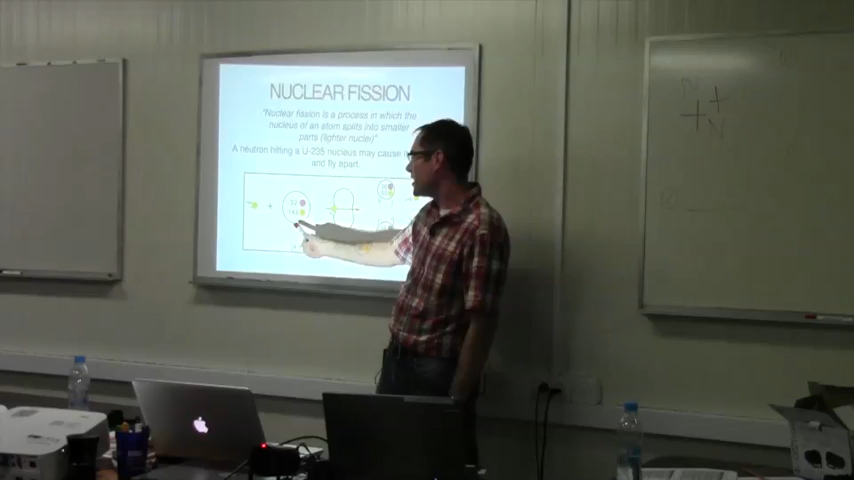 NUCLEAR FISSION
"Nuclear fission is a process in which the
nucleus of an atom splits into smaller
parts (lighter nuclei)"
A neutron hitting a U-235 nucleus may cause
and fly apart.